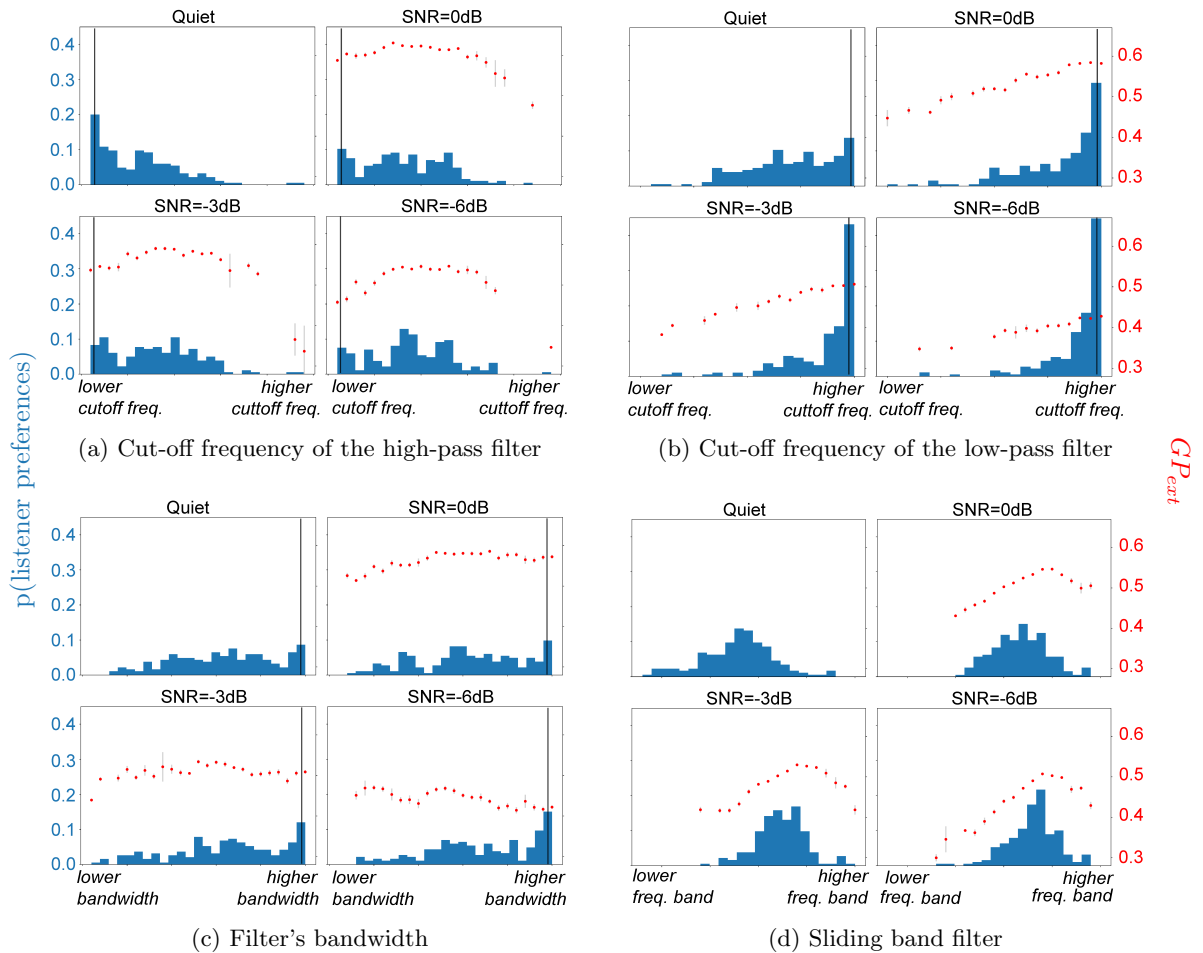 Quiet
SNR=0dB
0.4
0.3
0.2
0.1
0.0
SNR=-3dB
SNR=-6dB
0.4
0.3
0.2
0.1
0.0
lower
cutoff freq.
higher
cuttoff freq.
lower
cutoff freq.
higher
cuttoff freq.
(a) Cut-off frequency of the high-pass filter
Quiet
SNR=0dB
0.6
0.5
0.4
0.3
SNR=-3dB
SNR=-6dB
0.6
0.5
0.4
0.3
lower
cutoff freq.
higher
cuttoff freq.
lower
cutoff freq.
higher
cuttoff freq.
(b) Cut-off frequency of the low-pass filter
p(listener preferences)
GPext
Quiet
SNR=0dB
0.4
0.3
0.2
0.1
0.0
SNR=-3dB
SNR=-6dB
0.4
0.3
0.2
0.1
0.0
lower
bandwidth
higher
bandwidth
lower
bandwidth
higher
bandwidth
(c) Filter's bandwidth
Quiet
SNR=0dB
0.6
0.5
0.4
0.3
SNR=-3dB
SNR=-6dB
0.6
0.5
0.4
0.3
lower
freq. band
higher
freq. band
lower
freq. band
higher
freq. band
(d) Sliding band filter